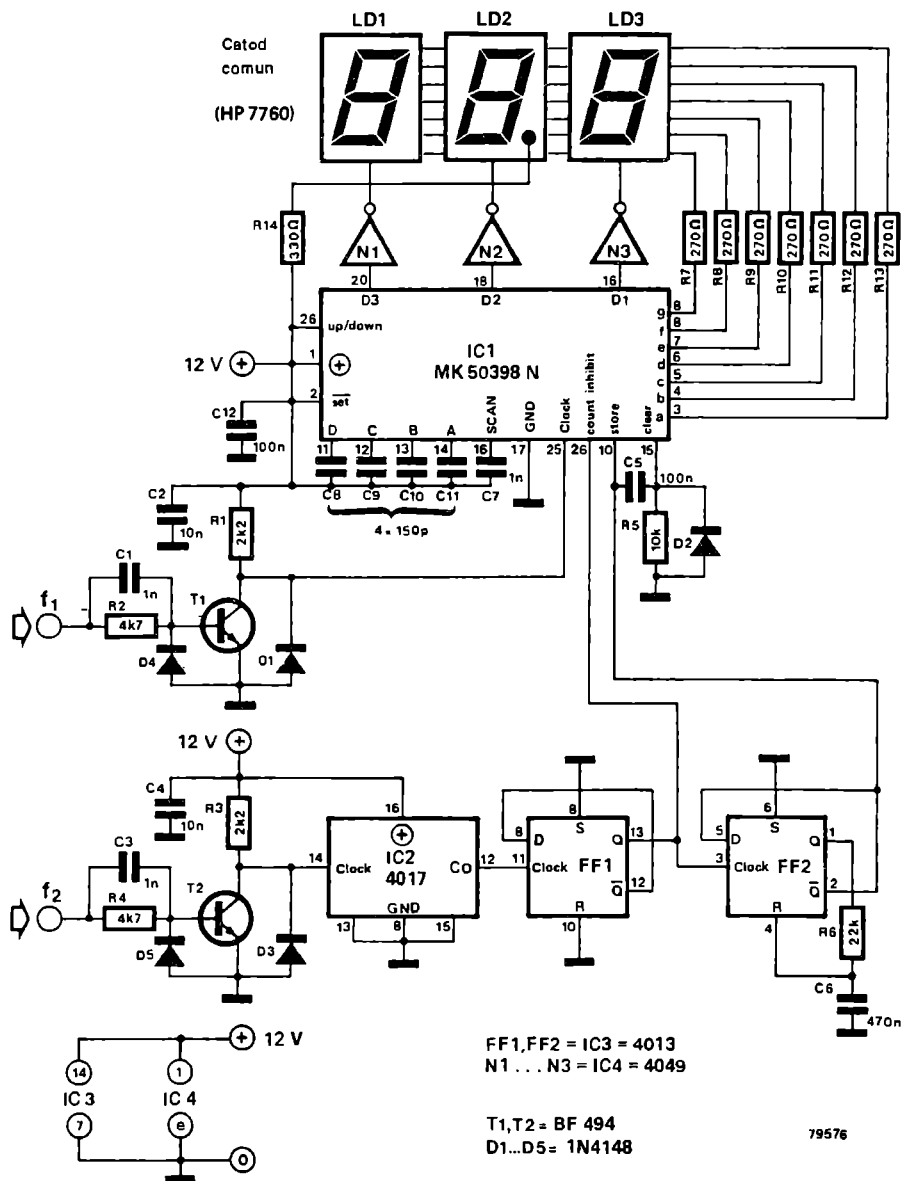 LD1 LD2 LD3
Catod
comun
(HP 7760)
R14
330Ω
N1 N2 N3
270Ω 270Ω 270Ω 270Ω 270Ω 270Ω 270Ω
R7 R8 R9 R10 R11 R12 R13
20 18 16
D3 D2 D1
26 up/down
12 V + 1 +
2 set
IC1
MK 50398 N
g 8
f 8
e 7
d 6
c 5
b 4
a 3
D C B A SCAN GND Clock count inhibit store clear
11 12 13 14 16 17 25 26 10 15
C12
100n
C8 C9 C10 C11 C7
1n
4 × 150p
C5
100n
R5
10k
D2
C2
10n
R1
2k2
C1
1n
f1
R2
4k7
T1
D4
O1
12 V +
C4
10n
R3
2k2
C3
1n
f2
R4
4k7
T2
D5
D3
16
+
14 Clock
IC2
4017
Co 12
GND
13 8 15
8
S
8 D
Q 13
11 Clock FF1
Q 12
R
10
6
S
5 D
Q 1
3 Clock FF2
Q 2
R
4
R6
22k
C6
470n
+ 12 V
14 1
IC 3 IC 4
7 e
0
FF1,FF2 = IC3 = 4013
N1 ... N3 = IC4 = 4049
T1,T2 = BF 494
D1...D5= 1N4148
79576